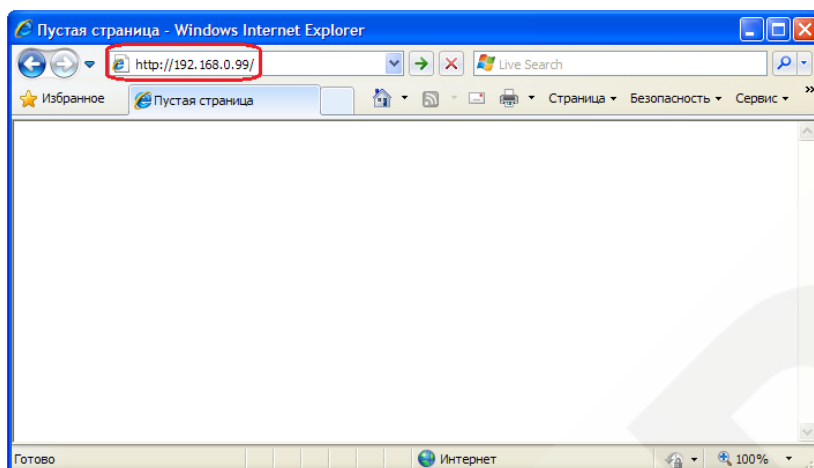 Пустая страница - Windows Internet Explorer
http://192.168.0.99/ Live Search
Избранное Пустая страница Страница Безопасность Сервис »
Готово Интернет 100%